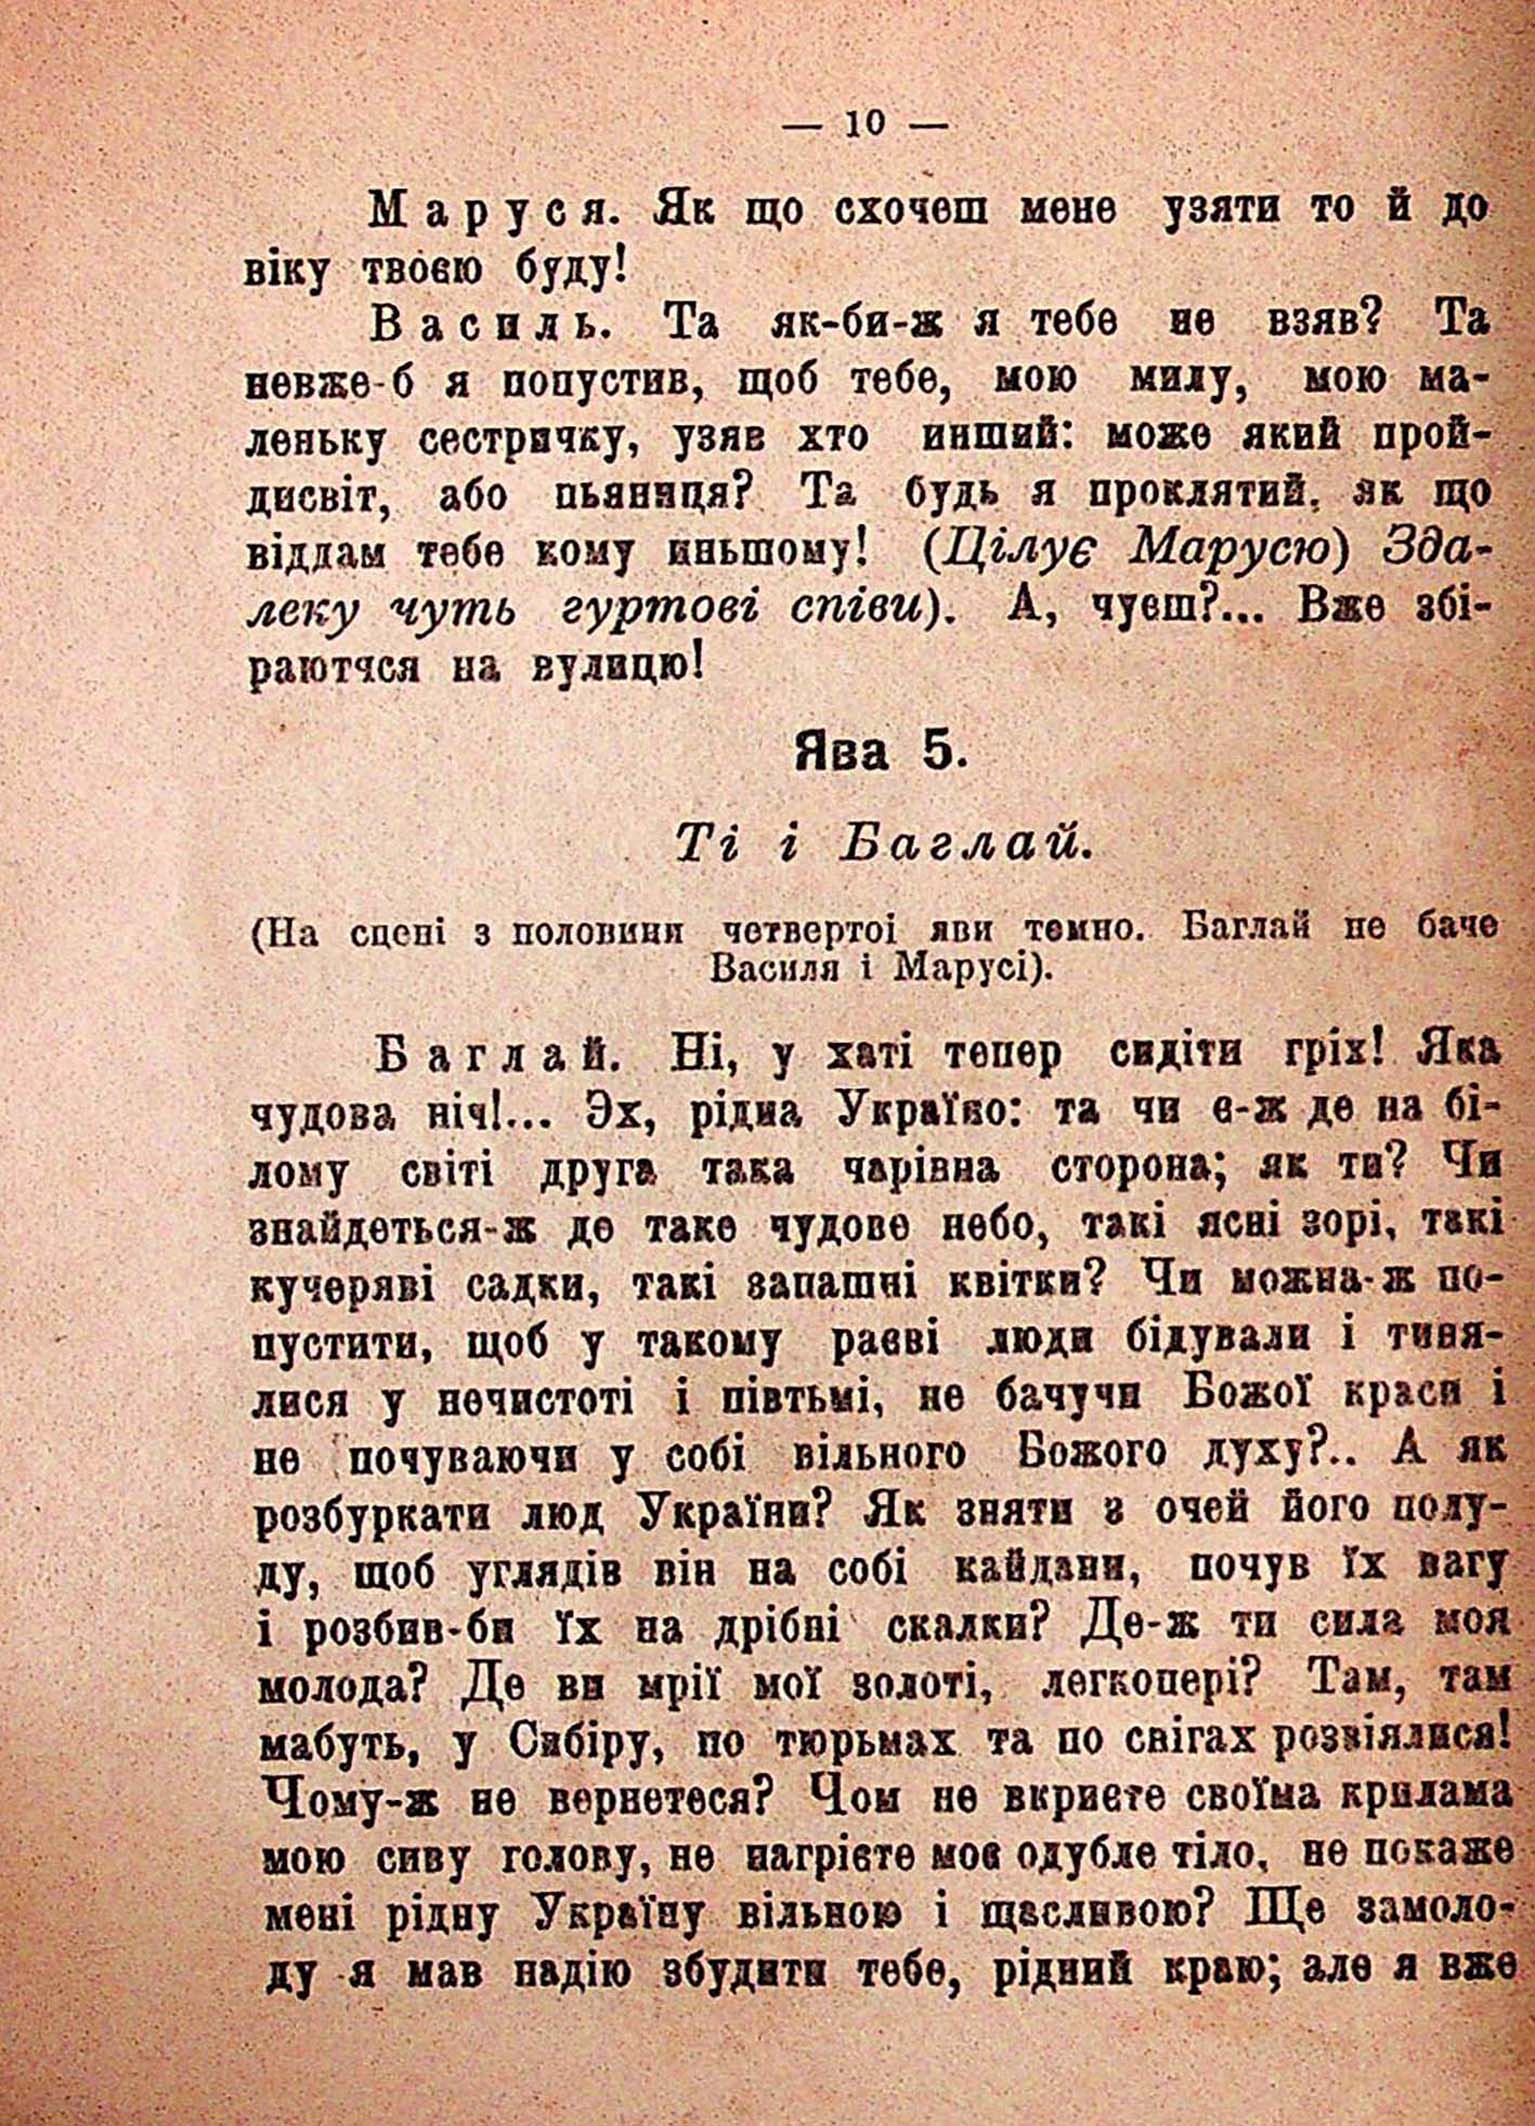 — 10 —
Маруся. Як що схочеш мене узяти то й до
віку твоєю буду!
Василь. Та як-би-ж я тебе не взяв? Та
невже-б я попустив, щоб тебе, мою милу, мою ма-
леньку сестричку, узяв хто инший: може який прой-
дисвіт, або пьяниця? Та будь я проклятий, як що
віддам тебе кому иньшому! (Цілує Марусю) Зда-
леку чуть гуртові співи). А, чуєш?... Вже збі-
раютчся на вулицю!
Ява 5.
Ті і Баглай.
(На сцені з половини четвертоі яви темно. Баглай не баче
Василя і Марусі).
Баглай. Ні, у хаті тепер сидіти гріх! Яка
чудова ніч!... Эх, рідна Україно: та чи є-ж де на бі-
лому світі друга така чарівна сторона; як ти? Чи
знайдеться-ж де таке чудове небо, такі ясні зорі, такі
кучеряві садки, такі запашні квітки? Чи можна-ж по-
пустити, щоб у такому раєві люди бідували і тиня-
лися у нечистоті і півтьмі, не бачучи Божої краси і
не почуваючи у собі вільного Божого духу?.. А як
розбуркати люд України? Як зняти з очей його полу-
ду, щоб углядів він на собі кайдани, почув їх вагу
і розбив-би їх на дрібні скалки? Де-ж ти сила моя
молода? Де ви мрії мої золоті, легкопері? Там, там
мабуть, у Сибіру, по тюрьмах та по снігах розвіялися!
Чому-ж не вернетеся? Чом не вкриєте своїма крилама
мою сиву голову, не нагрієте моє одубле тіло, не покаже
мені рідну Україну вільною і щасливою? Ще замоло-
ду я мав надію збудити тебе, рідний краю; але я вже